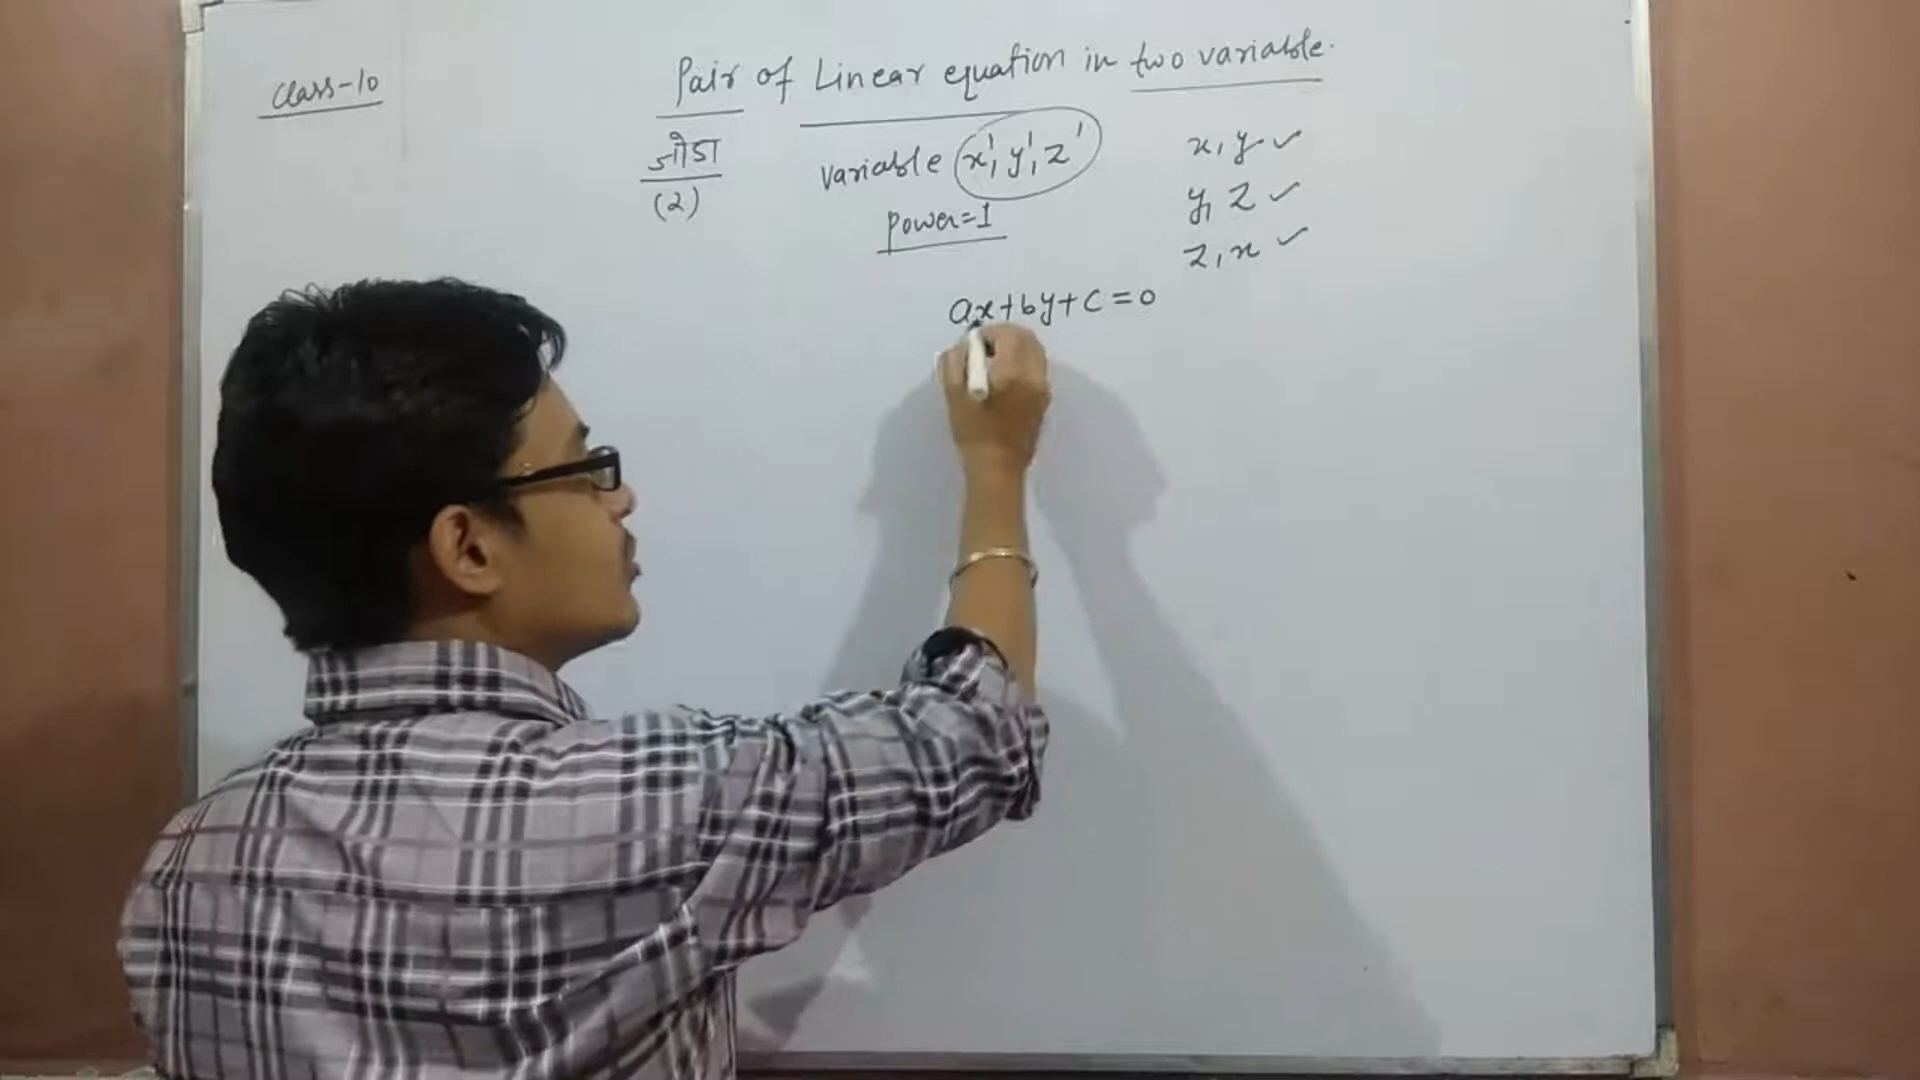 Class-10
Pair of Linear equation in two variable.
जोडा
(2)
variable x¹, y¹, z¹
power=1
x, y ✓
y, z ✓
z, x ✓
ax+by+c=0